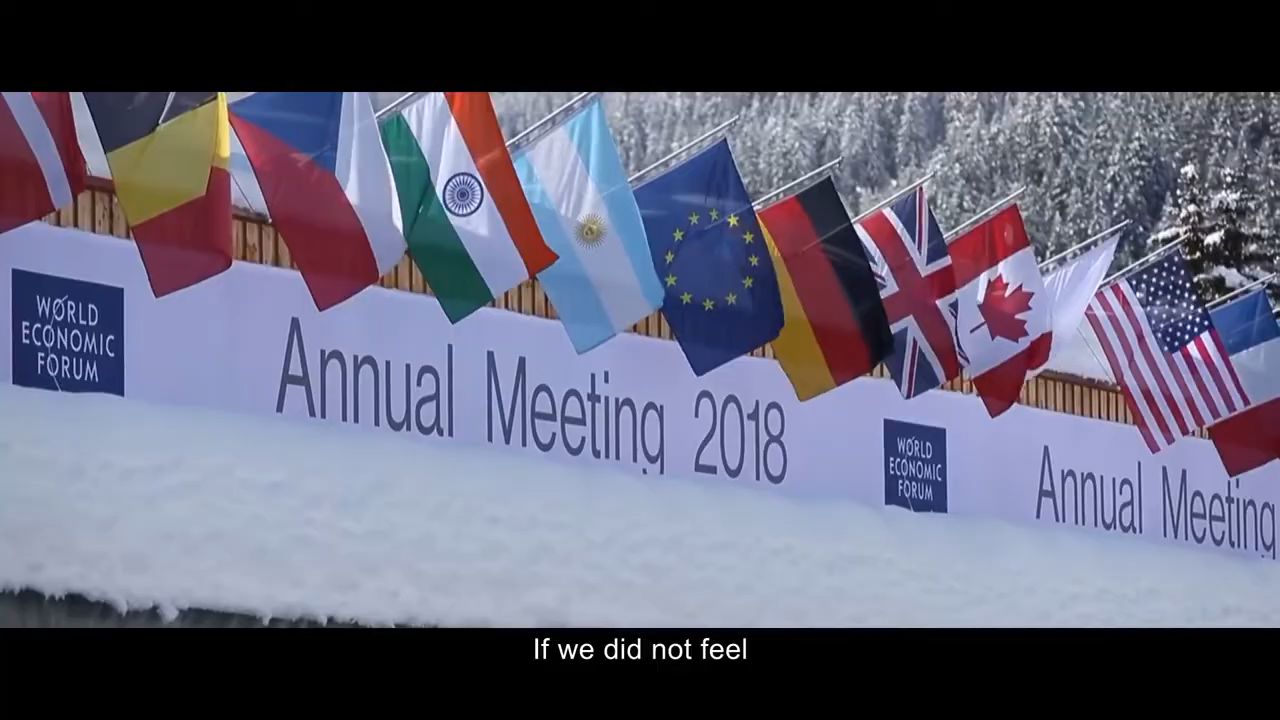 WORLD
ECONOMIC
FORUM
Annual Meeting 2018
WORLD
ECONOMIC
FORUM
Annual Meeting
If we did not feel